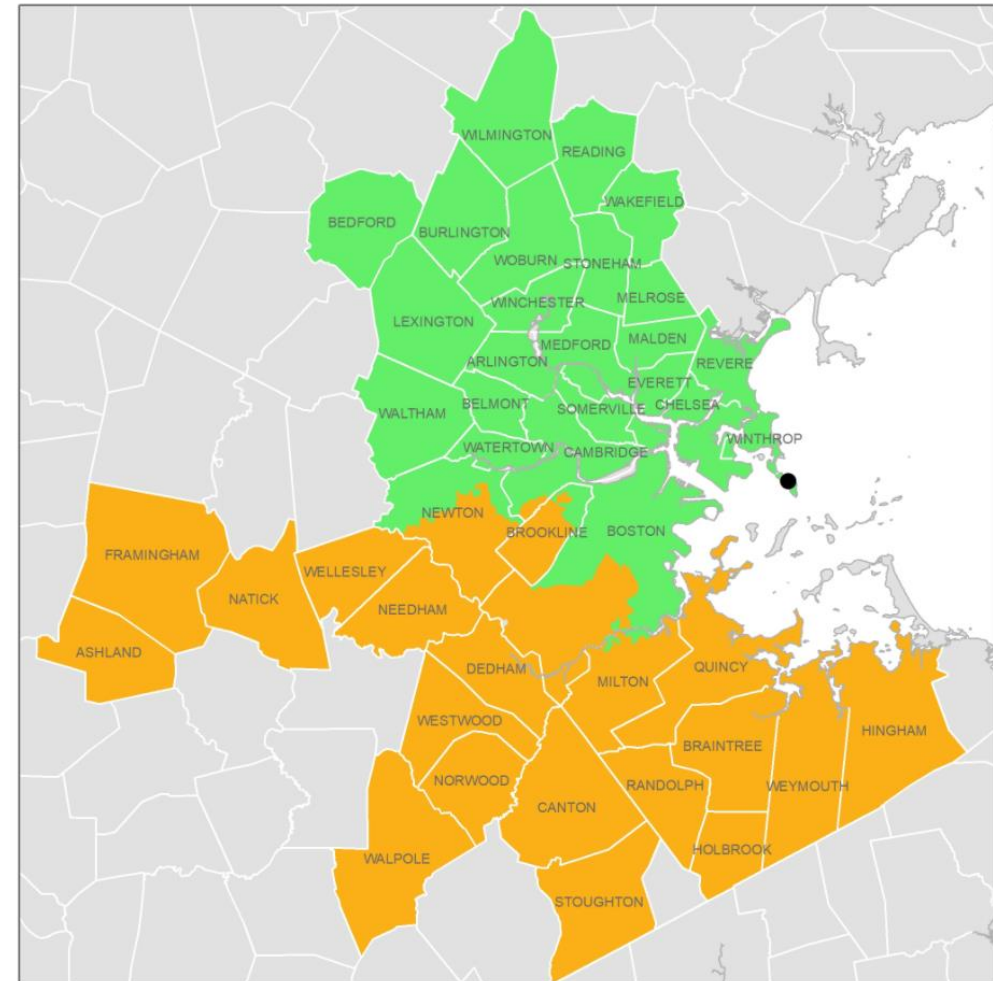 WILMINGTON
READING
WAKEFIELD
BEDFORD
BURLINGTON
WOBURN
STONEHAM
MELROSE
WINCHESTER
LEXINGTON
MEDFORD
MALDEN
ARLINGTON
REVERE
EVERETT
BELMONT
SOMERVILLE
CHELSEA
WALTHAM
WINTHROP
WATERTOWN
CAMBRIDGE
NEWTON
BROOKLINE
BOSTON
FRAMINGHAM
WELLESLEY
NATICK
NEEDHAM
ASHLAND
DEDHAM
QUINCY
MILTON
WESTWOOD
HINGHAM
BRAINTREE
NORWOOD
RANDOLPH
WEYMOUTH
CANTON
HOLBROOK
WALPOLE
STOUGHTON